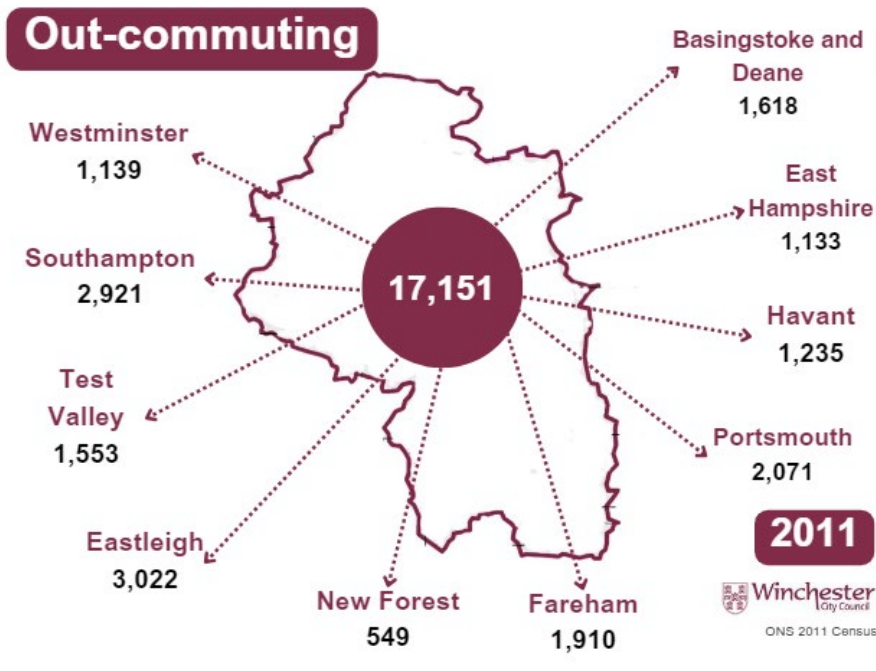 Out-commuting
Basingstoke and
Deane
1,618
Westminster
1,139
East
Hampshire
1,133
Southampton
2,921
17,151
Havant
1,235
Test
Valley
1,553
Portsmouth
2,071
Eastleigh
3,022
New Forest
549
Fareham
1,910
2011
Winchester
City Council
ONS 2011 Census